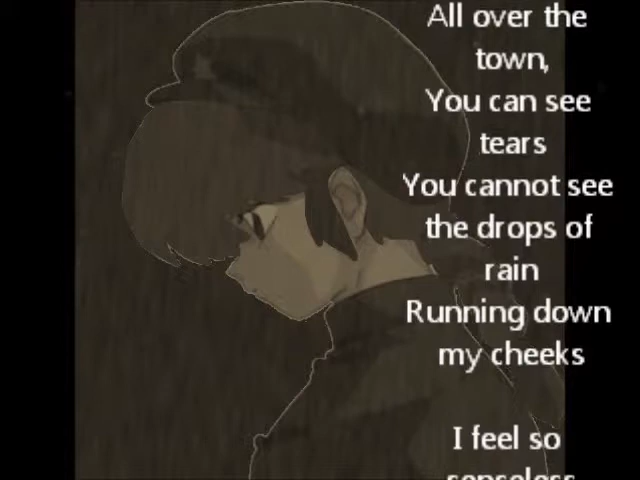 All over the
town,
You can see
tears
You cannot see
the drops of
rain
Running down
my cheeks
I feel so
senseless